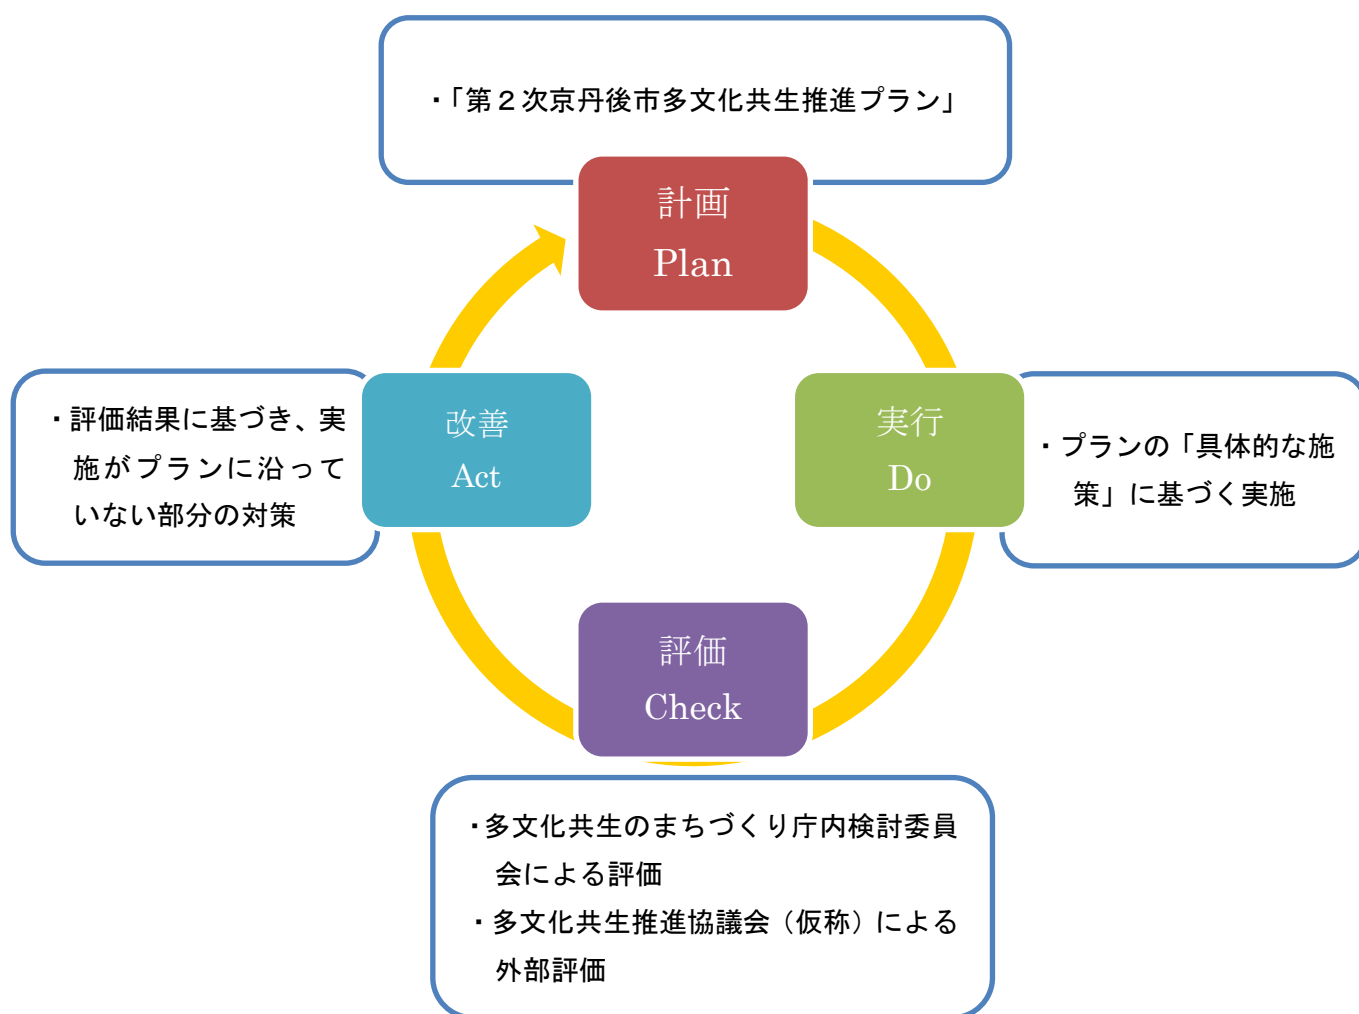 ・「第２次京丹後市多文化共生推進プラン」
計画
Plan
・評価結果に基づき、実
施がプランに沿って
いない部分の対策
改善
Act
実行
Do
・プランの「具体的な施
策」に基づく実施
評価
Check
・多文化共生のまちづくり庁内検討委員
会による評価
・多文化共生推進協議会（仮称）による
外部評価